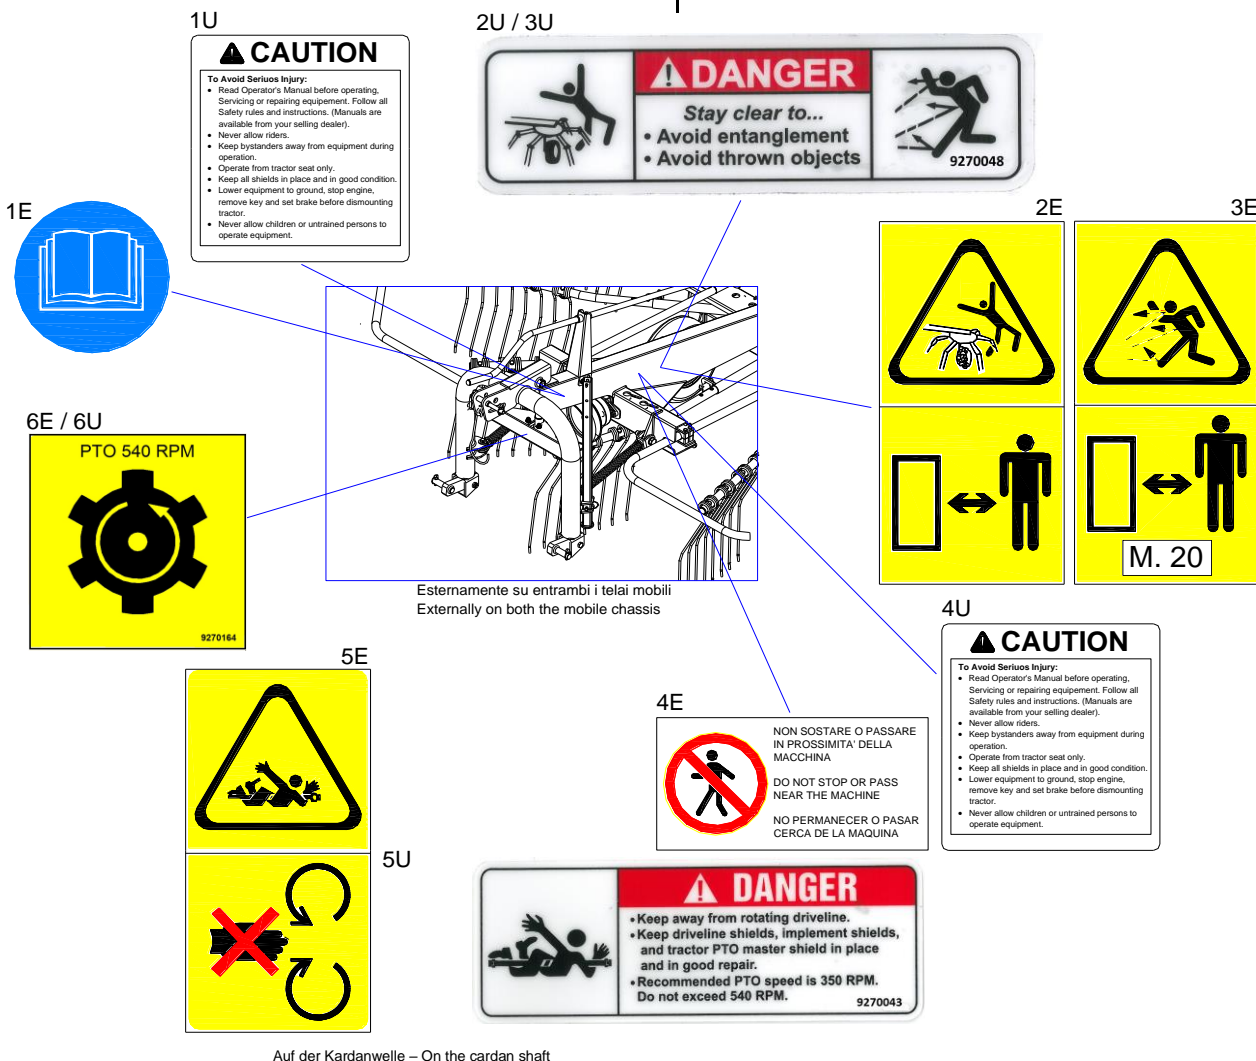 1U
CAUTION
To Avoid Seriuos Injury:
• Read Operator's Manual before operating,
Servicing or repairing equipement. Follow all
Safety rules and instructions. (Manuals are
available from your selling dealer).
• Never allow riders.
• Keep bystanders away from equipment during
operation.
• Operate from tractor seat only.
• Keep all shields in place and in good condition.
• Lower equipment to ground, stop engine,
remove key and set brake before dismounting
tractor.
• Never allow children or untrained persons to
operate equipment.
2U / 3U
DANGER
Stay clear to...
• Avoid entanglement
• Avoid thrown objects
9270048
1E
2E
3E
M. 20
6E / 6U
PTO 540 RPM
9270164
Esternamente su entrambi i telai mobili
Externally on both the mobile chassis
4U
CAUTION
To Avoid Seriuos Injury:
• Read Operator's Manual before operating,
Servicing or repairing equipement. Follow all
Safety rules and instructions. (Manuals are
available from your selling dealer).
• Never allow riders.
• Keep bystanders away from equipment during
operation.
• Operate from tractor seat only.
• Keep all shields in place and in good condition.
• Lower equipment to ground, stop engine,
remove key and set brake before dismounting
tractor.
• Never allow children or untrained persons to
operate equipment.
4E
NON SOSTARE O PASSARE
IN PROSSIMITA' DELLA
MACCHINA
DO NOT STOP OR PASS
NEAR THE MACHINE
NO PERMANECER O PASAR
CERCA DE LA MAQUINA
5E
5U
DANGER
• Keep away from rotating driveline.
• Keep driveline shields, implement shields,
and tractor PTO master shield in place
and in good repair.
• Recommended PTO speed is 350 RPM.
Do not exceed 540 RPM.
9270043
Auf der Kardanwelle – On the cardan shaft